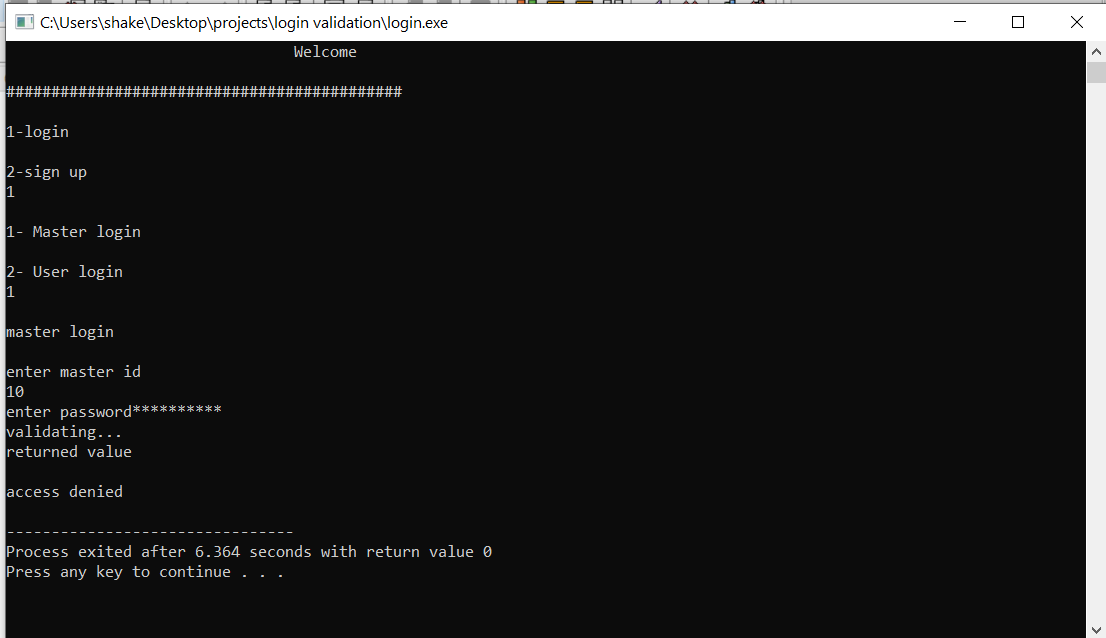 C:\Users\shake\Desktop\projects\login validation\login.exe
Welcome
############################################
1-login
2-sign up
1
1- Master login
2- User login
1
master login
enter master id
10
enter password**********
validating...
returned value
access denied
--------------------------------
Process exited after 6.364 seconds with return value 0
Press any key to continue . . .